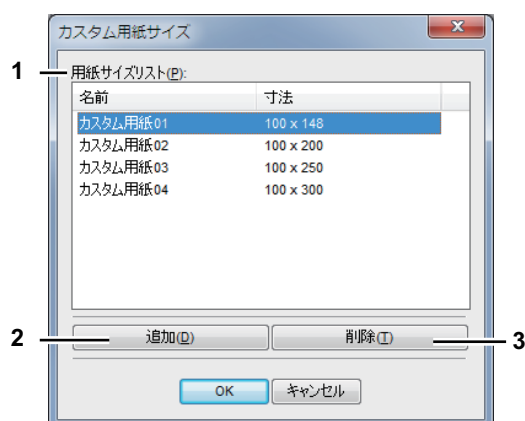 カスタム用紙サイズ
1
用紙サイズリスト(P):
名前 寸法
カスタム用紙01 100 x 148
カスタム用紙02 100 x 200
カスタム用紙03 100 x 250
カスタム用紙04 100 x 300
2 追加(D) 削除(T) 3
OK キャンセル